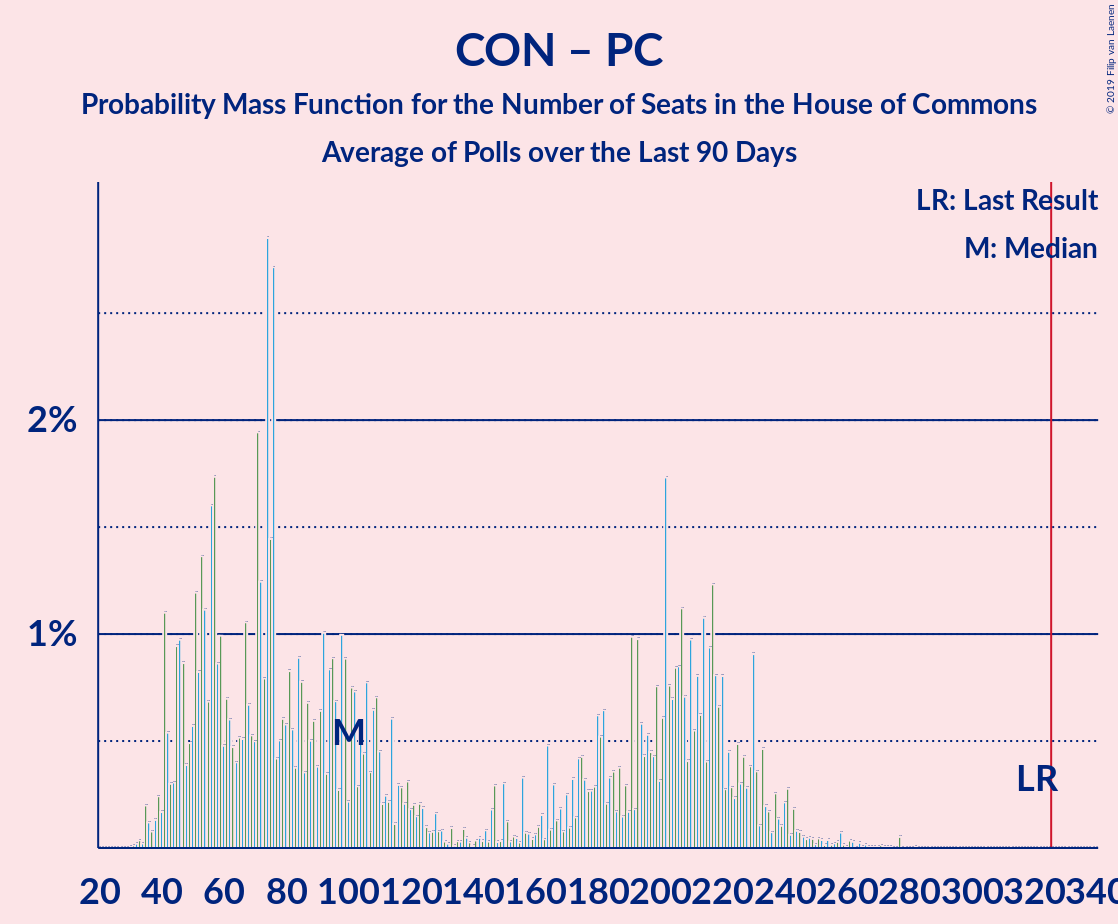 CON – PC
Probability Mass Function for the Number of Seats in the House of Commons
Average of Polls over the Last 90 Days
© 2019 Filip van Laenen
LR: Last Result
M: Median
2%
1%
M
LR
20 40 60 80 100 120 140 160 180 200 220 240 260 280 300 320 340